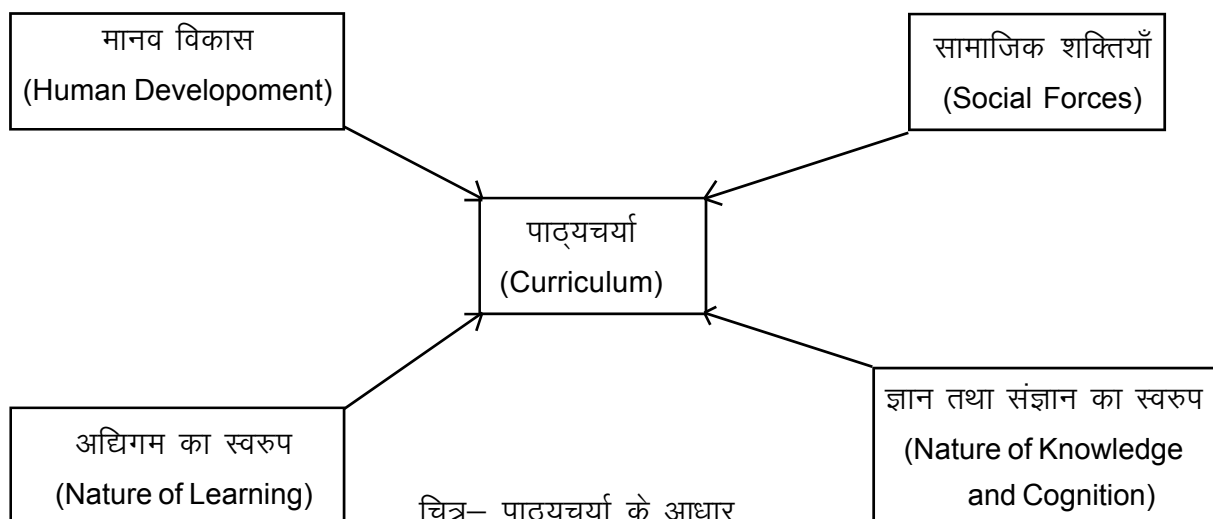 मानव विकास
(Human Developoment)
सामाजिक शक्तियाँ
(Social Forces)
पाठ्यचर्या
(Curriculum)
अद्यिगम का स्वरुप
(Nature of Learning)
ज्ञान तथा संज्ञान का स्वरुप
(Nature of Knowledge
and Cognition)
चित्र– पाठ्यचर्या के आधार